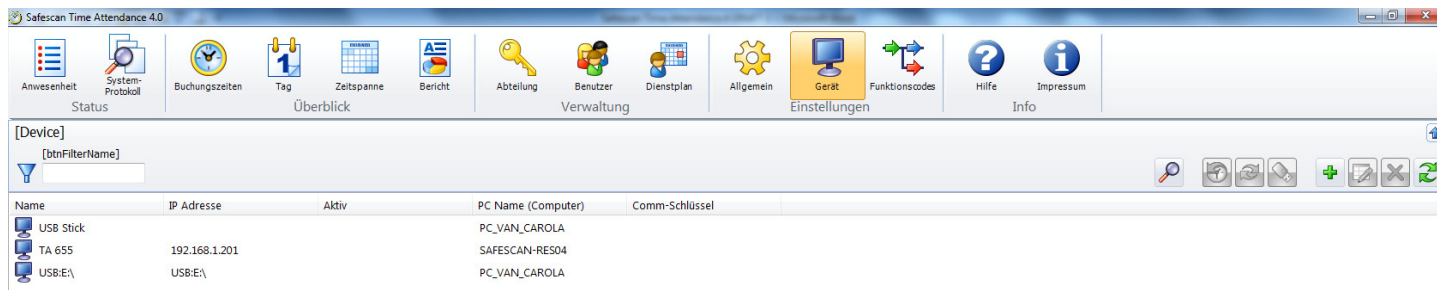 Safescan Time Attendance 4.0
Anwesenheit System-Protokoll Buchungszeiten Tag Zeitspanne Bericht Abteilung Benutzer Dienstplan Allgemein Gerät Funktionscodes Hilfe Impressum
Status Überblick Verwaltung Einstellungen Info
[Device]
[btnFilterName]
Name IP Adresse Aktiv PC Name (Computer) Comm-Schlüssel
USB Stick PC_VAN_CAROLA
TA 655 192.168.1.201 SAFESCAN-RES04
USB:E:\ USB:E:\ PC_VAN_CAROLA